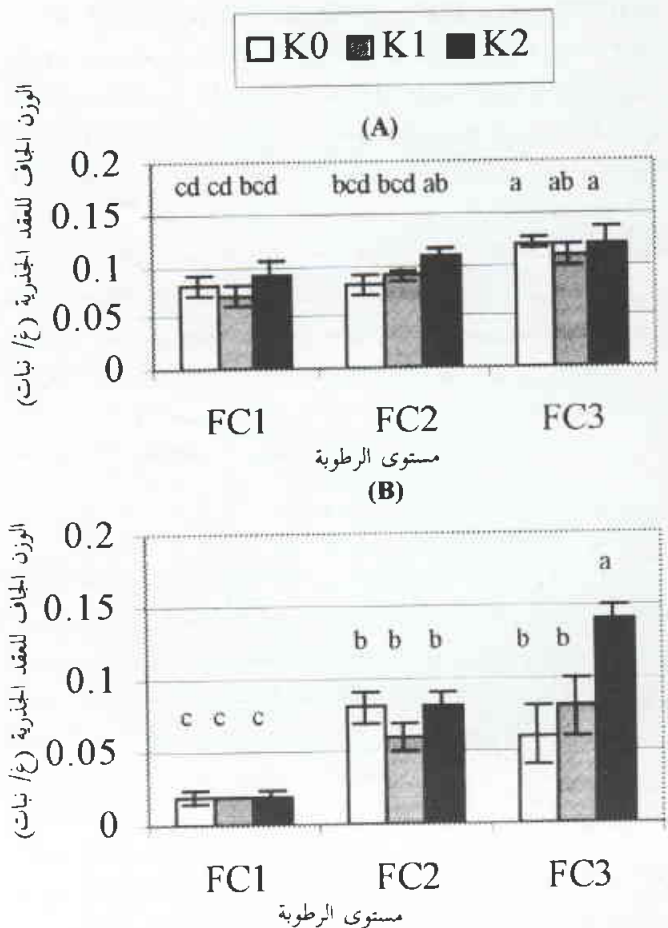 K0 K1 K2
(A)
الوزن الجاف للعقد الجذرية (غ/ نبات)
0.2
0.15
0.1
0.05
0
cd cd bcd bcd bcd ab a ab a
FC1 FC2 FC3
مستوى الرطوبة
(B)
الوزن الجاف للعقد الجذرية (غ/ نبات)
0.2
0.15
0.1
0.05
0
c c c b b b b b a
FC1 FC2 FC3
مستوى الرطوبة